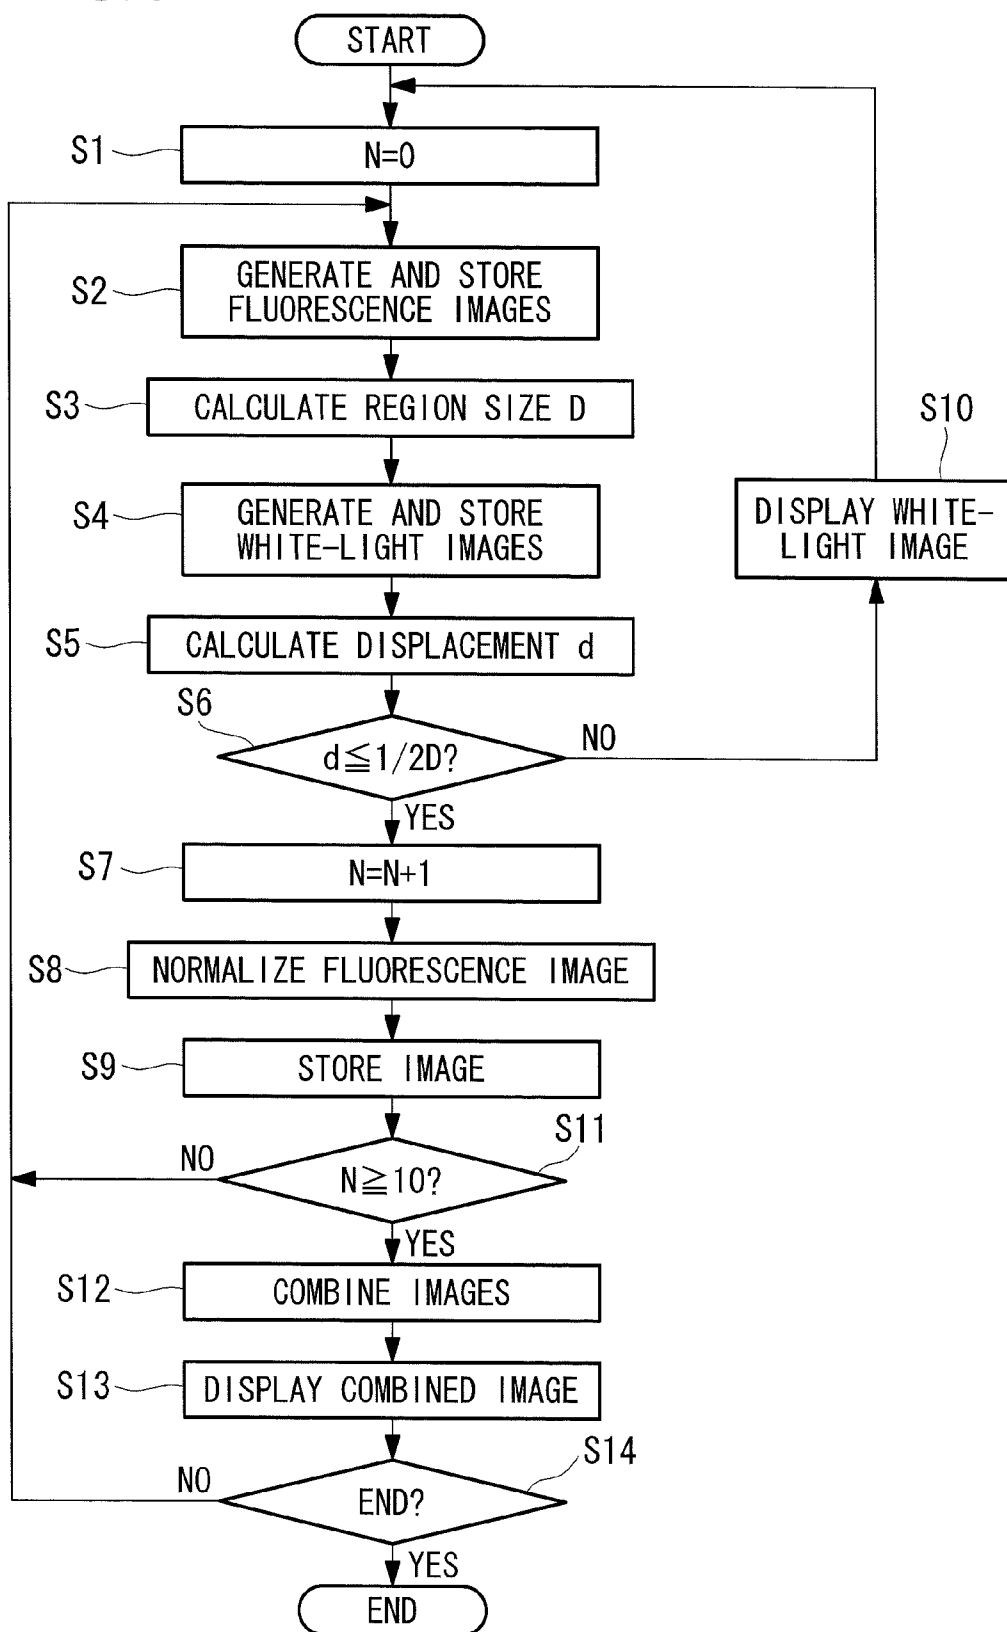 START
S1
N=0
S2
GENERATE AND STORE
FLUORESCENCE IMAGES
S3
CALCULATE REGION SIZE D
S10
DISPLAY WHITE-
LIGHT IMAGE
S4
GENERATE AND STORE
WHITE-LIGHT IMAGES
S5
CALCULATE DISPLACEMENT d
S6
d≦1/2D?
NO
YES
S7
N=N+1
S8
NORMALIZE FLUORESCENCE IMAGE
S9
STORE IMAGE
S11
N≧10?
NO
YES
S12
COMBINE IMAGES
S13
DISPLAY COMBINED IMAGE
S14
END?
NO
YES
END